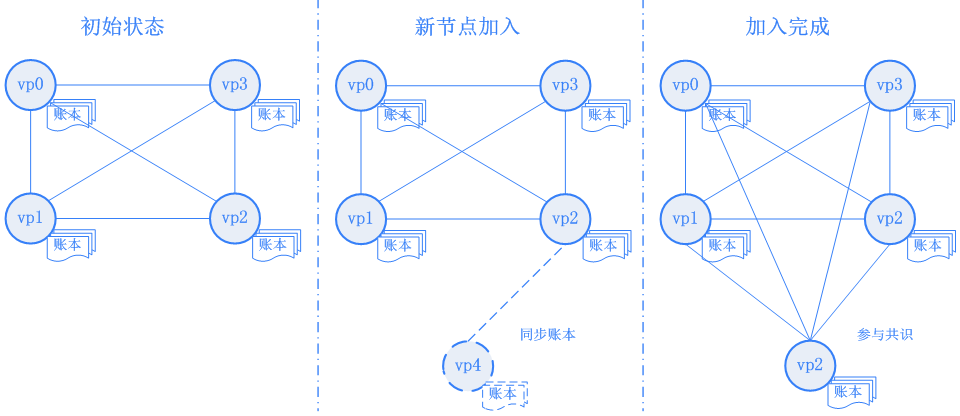 初始状态
新节点加入
加入完成
vp0
账本
vp3
账本
vp1
账本
vp2
账本
vp0
账本
vp3
账本
vp1
账本
vp2
账本
同步账本
vp4
账本
vp0
账本
vp3
账本
vp1
账本
vp2
账本
参与共识
vp2
账本